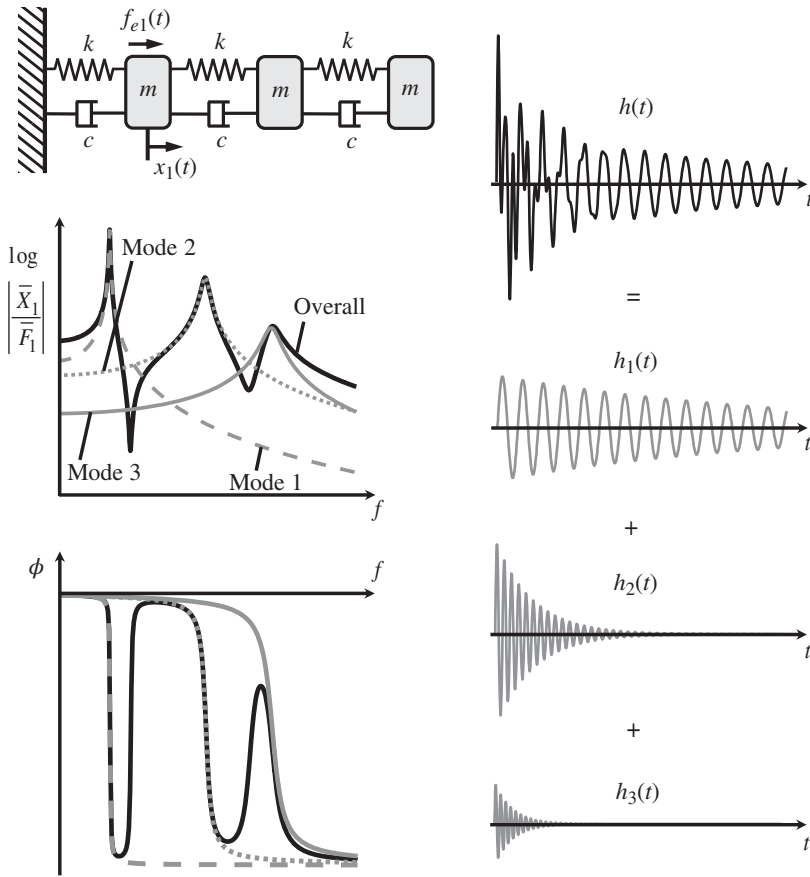 f_{e1}(t)
k k k
m m m
c c c
x_1(t)
log
|X̄_1 / F̄_1|
Mode 2
Overall
Mode 3
Mode 1
f
ϕ
f
h(t)
t
=
h_1(t)
t
+
h_2(t)
t
+
h_3(t)
t